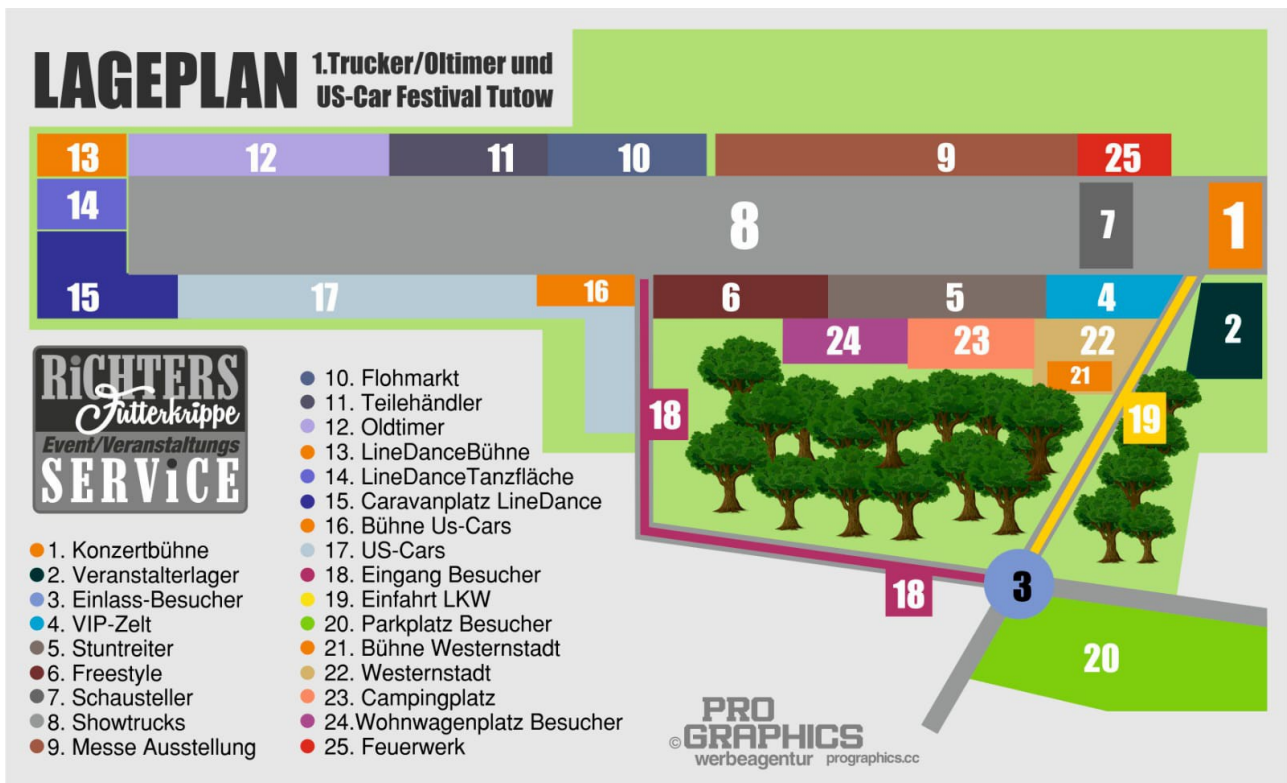 LAGEPLAN
1.Trucker/Oltimer und
US-Car Festival Tutow
13
12
11
10
9
25
14
8
7
1
15
17
16
6
5
4
2
24
23
22
21
18
19
18
3
20
RiCHTERS
Futterkrippe
Event/Veranstaltungs
SERViCE
1. Konzertbühne
2. Veranstalterlager
3. Einlass-Besucher
4. VIP-Zelt
5. Stuntreiter
6. Freestyle
7. Schausteller
8. Showtrucks
9. Messe Ausstellung
10. Flohmarkt
11. Teilehändler
12. Oldtimer
13. LineDanceBühne
14. LineDanceTanzfläche
15. Caravanplatz LineDance
16. Bühne Us-Cars
17. US-Cars
18. Eingang Besucher
19. Einfahrt LKW
20. Parkplatz Besucher
21. Bühne Westernstadt
22. Westernstadt
23. Campingplatz
24.Wohnwagenplatz Besucher
25. Feuerwerk
PRO
©GRAPHICS
werbeagentur prographics.cc